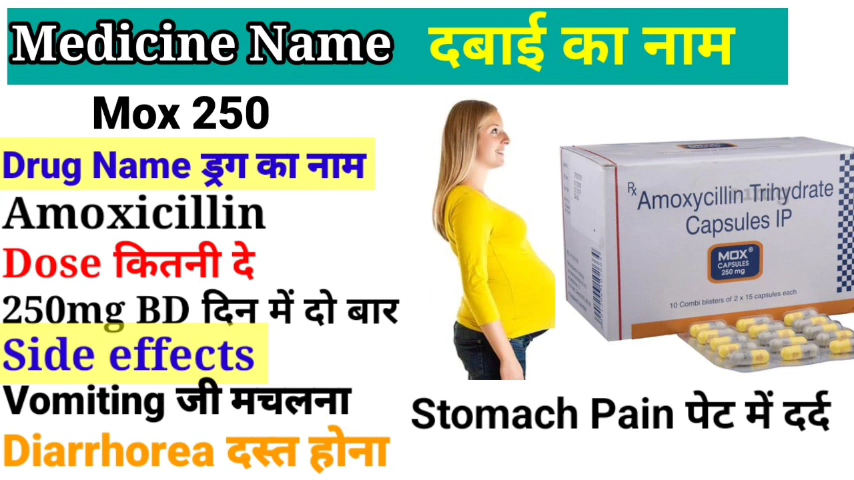 Medicine Name दबाई का नाम
Mox 250
Drug Name ड्रग का नाम
Amoxicillin
Dose कितनी दे
250mg BD दिन में दो बार
Side effects
Vomiting जी मचलना
Diarrhorea दस्त होना
Rx Amoxycillin Trihydrate
Capsules IP
MOX®
CAPSULES
250 mg
10 Combi blisters of 2 x 15 capsules each
Stomach Pain पेट में दर्द